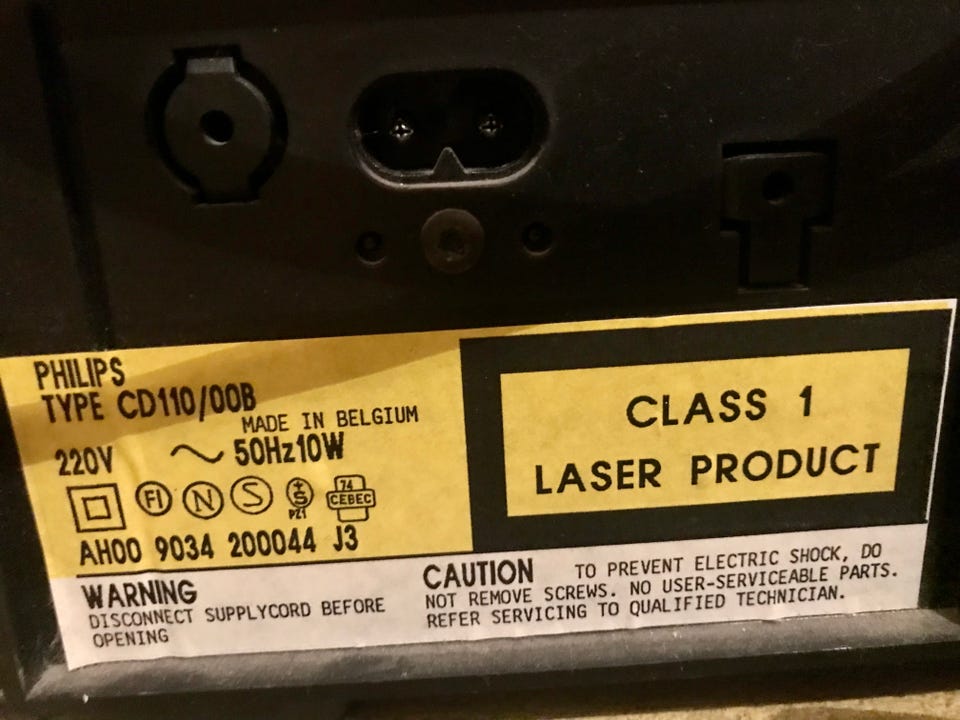 PHILIPS
TYPE CD110/00B
MADE IN BELGIUM
220V ~ 50Hz10W
FI N S +S PZ1 74 CEBEC
AH00 9034 200044 J3
CLASS 1
LASER PRODUCT
WARNING
DISCONNECT SUPPLYCORD BEFORE
OPENING
CAUTION TO PREVENT ELECTRIC SHOCK, DO
NOT REMOVE SCREWS. NO USER-SERVICEABLE PARTS.
REFER SERVICING TO QUALIFIED TECHNICIAN.